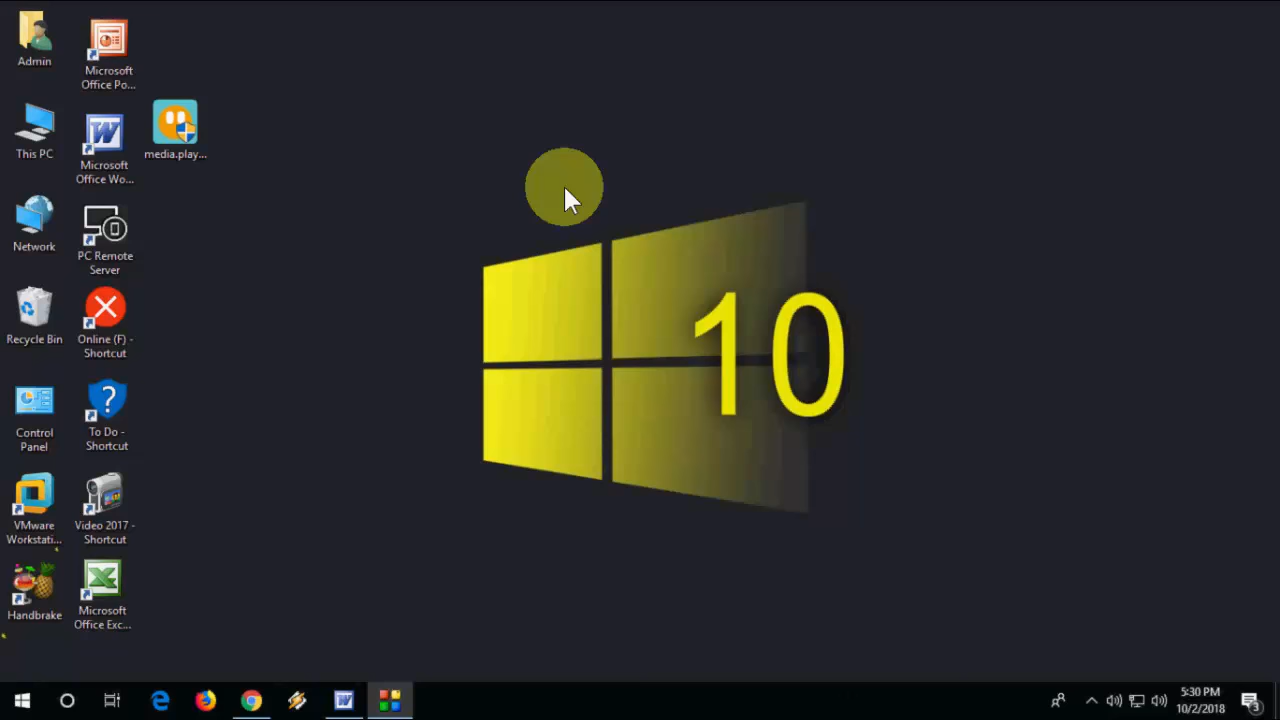 Admin
This PC
Network
Recycle Bin
Control
Panel
VMware
Workstati...
Handbrake
Microsoft
Office Po...
Microsoft
Office Wo...
PC Remote
Server
Online (F) -
Shortcut
To Do -
Shortcut
Video 2017 -
Shortcut
Microsoft
Office Exc...
media.play...
10
5:30 PM
10/2/2018
3